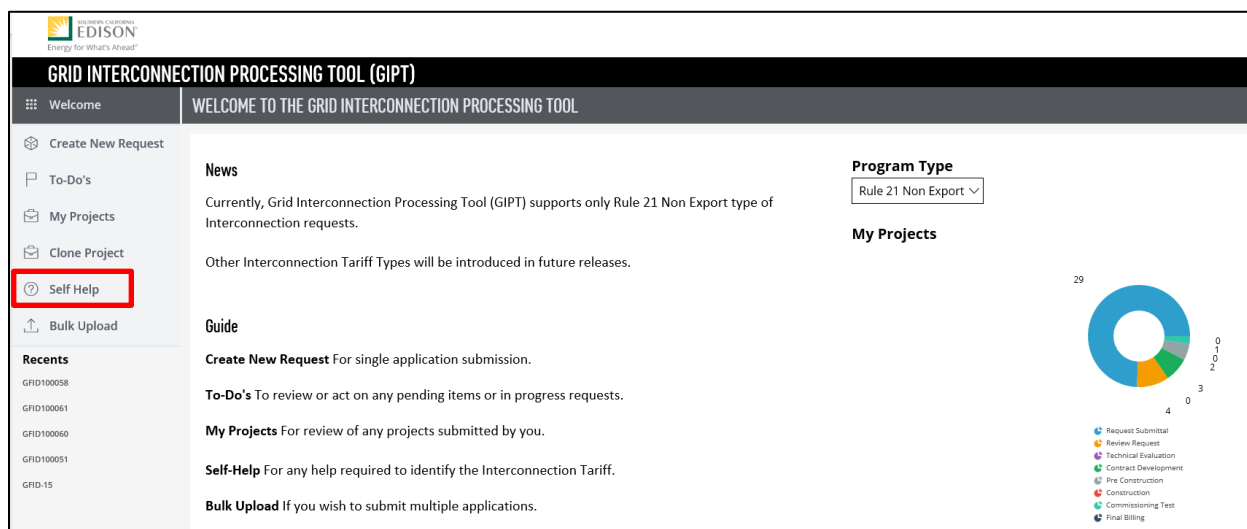 SOUTHERN CALIFORNIA
EDISON®
Energy for What's Ahead®
GRID INTERCONNECTION PROCESSING TOOL (GIPT)
Welcome
WELCOME TO THE GRID INTERCONNECTION PROCESSING TOOL
Create New Request
To-Do's
My Projects
Clone Project
Self Help
Bulk Upload
Recents
GFID100058
GFID100061
GFID100060
GFID100051
GFID-15
News
Currently, Grid Interconnection Processing Tool (GIPT) supports only Rule 21 Non Export type of
Interconnection requests.
Other Interconnection Tariff Types will be introduced in future releases.
Guide
Create New Request For single application submission.
To-Do's To review or act on any pending items or in progress requests.
My Projects For review of any projects submitted by you.
Self-Help For any help required to identify the Interconnection Tariff.
Bulk Upload If you wish to submit multiple applications.
Program Type
Rule 21 Non Export
My Projects
29
0
1
0
2
3
0
4
Request Submittal
Review Request
Technical Evaluation
Contract Development
Pre Construction
Construction
Commissioning Test
Final Billing